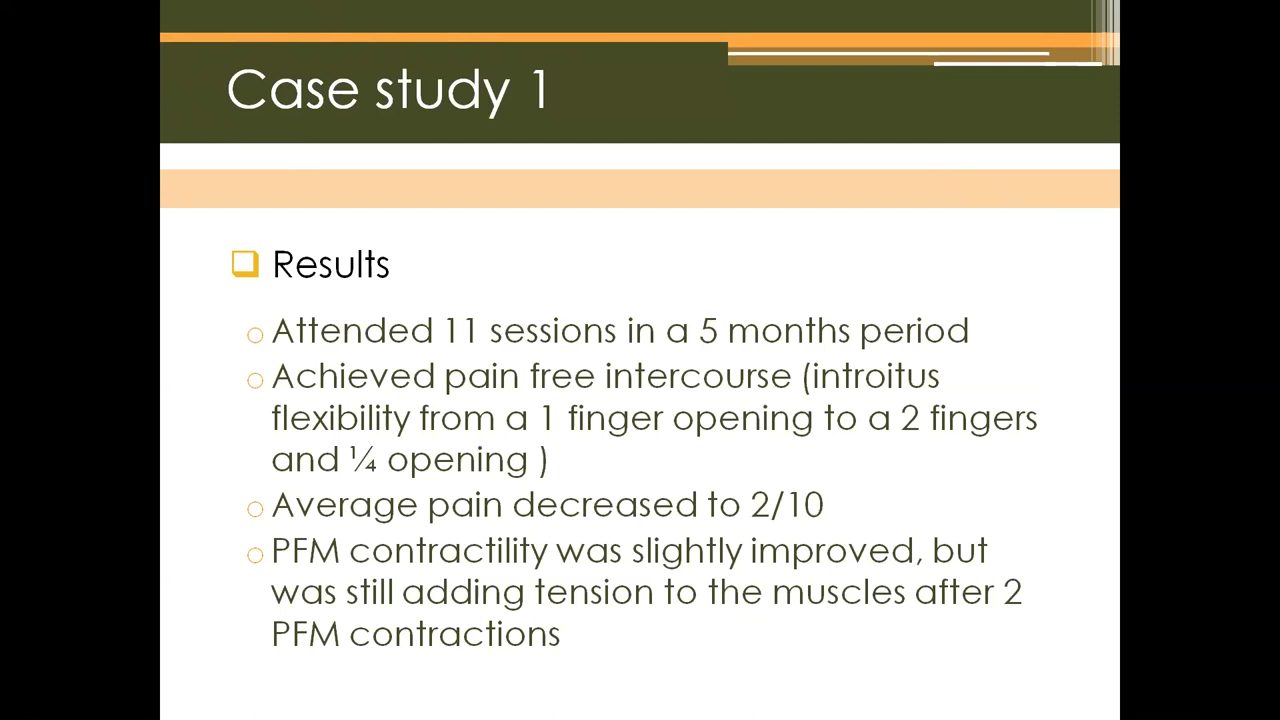 Case study 1
Results
Attended 11 sessions in a 5 months period
Achieved pain free intercourse (introitus
flexibility from a 1 finger opening to a 2 fingers
and ¼ opening )
Average pain decreased to 2/10
PFM contractility was slightly improved, but
was still adding tension to the muscles after 2
PFM contractions